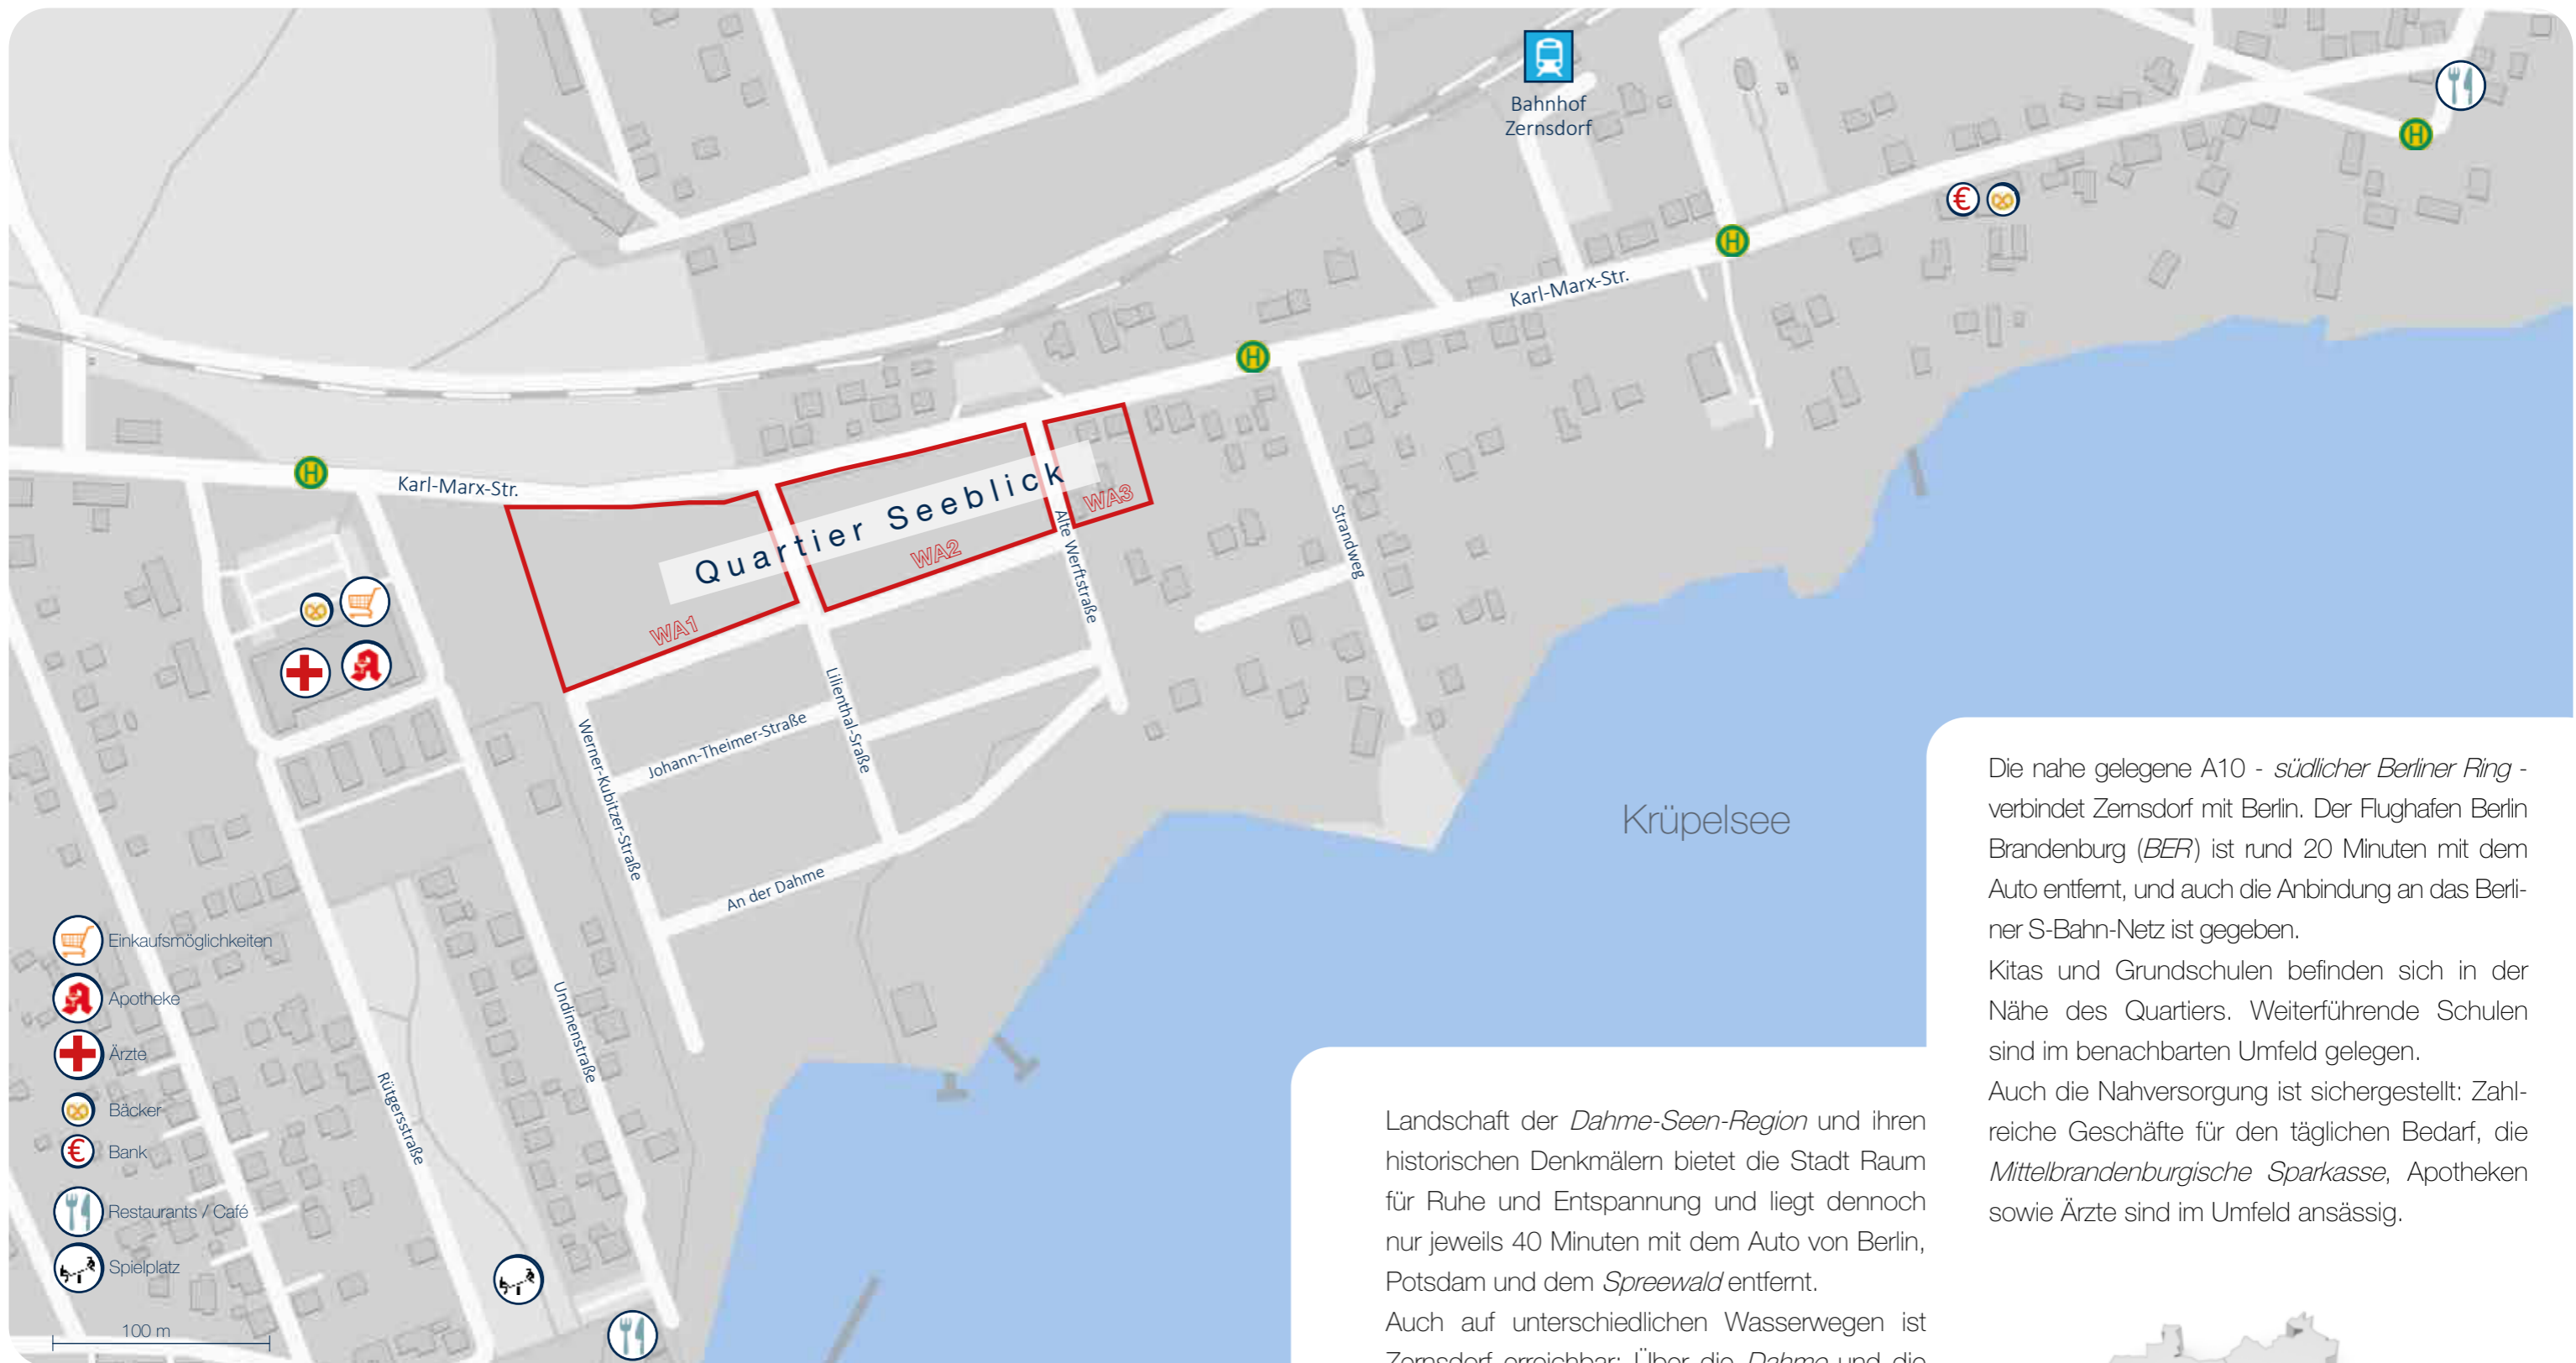 Bahnhof
Zernsdorf
H
€
H
Karl-Marx-Str.
H
H
Karl-Marx-Str.
Quartier Seeblick
WA1
WA2
WA3
Alte Werftstraße
Strandweg
Lilienthal-Sraße
Johann-Theimer-Straße
Werner-Kubitzer-Straße
An der Dahme
Undinenstraße
Rütgersstraße
Krüpelsee
Einkaufsmöglichkeiten
Apotheke
Ärzte
Bäcker
€ Bank
Restaurants / Café
Spielplatz
100 m
Landschaft der Dahme-Seen-Region und ihren
historischen Denkmälern bietet die Stadt Raum
für Ruhe und Entspannung und liegt dennoch
nur jeweils 40 Minuten mit dem Auto von Berlin,
Potsdam und dem Spreewald entfernt.
Auch auf unterschiedlichen Wasserwegen ist
Zernsdorf erreichbar: Über die Dahme und die
Die nahe gelegene A10 - südlicher Berliner Ring -
verbindet Zernsdorf mit Berlin. Der Flughafen Berlin
Brandenburg (BER) ist rund 20 Minuten mit dem
Auto entfernt, und auch die Anbindung an das Berli-
ner S-Bahn-Netz ist gegeben.
Kitas und Grundschulen befinden sich in der
Nähe des Quartiers. Weiterführende Schulen
sind im benachbarten Umfeld gelegen.
Auch die Nahversorgung ist sichergestellt: Zahl-
reiche Geschäfte für den täglichen Bedarf, die
Mittelbrandenburgische Sparkasse, Apotheken
sowie Ärzte sind im Umfeld ansässig.